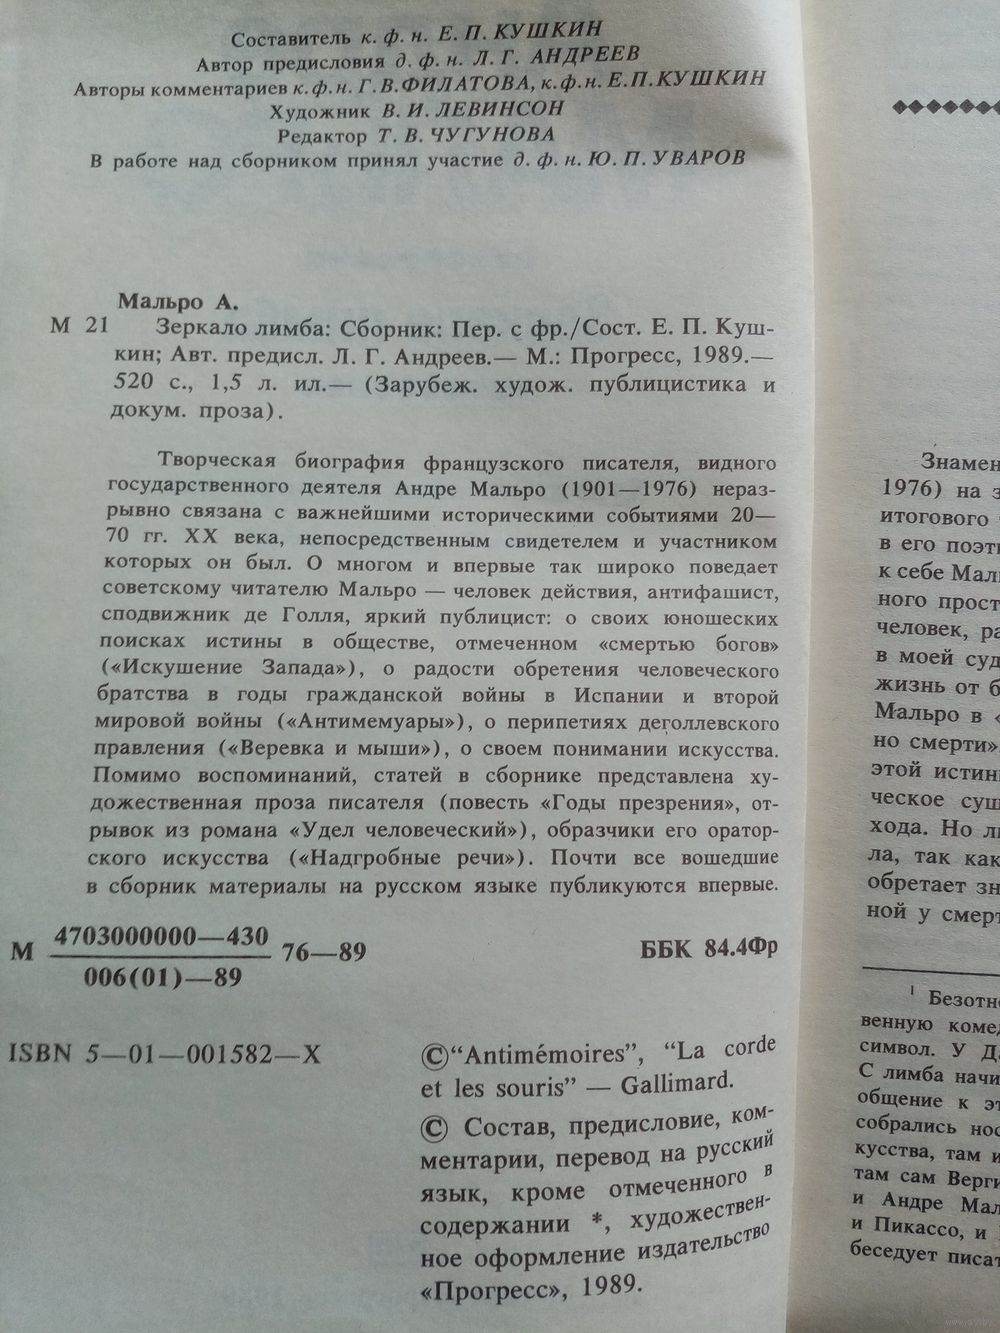 Составитель к. ф. н. Е. П. КУШКИН
Автор предисловия д. ф. н. Л. Г. АНДРЕЕВ
Авторы комментариев к.ф.н. Г.В.ФИЛАТОВА, к.ф.н. Е.П.КУШКИН
Художник В. И. ЛЕВИНСОН
Редактор Т. В. ЧУГУНОВА
В работе над сборником принял участие д. ф. н. Ю. П. УВАРОВ
Мальро А.
М 21 Зеркало лимба: Сборник: Пер. с фр./Сост. Е. П. Куш-
кин; Авт. предисл. Л. Г. Андреев.— М.: Прогресс, 1989.—
520 с., 1,5 л. ил.— (Зарубеж. худож. публицистика и
докум. проза).
Творческая биография французского писателя, видного
государственного деятеля Андре Мальро (1901—1976) нераз-
рывно связана с важнейшими историческими событиями 20—
70 гг. XX века, непосредственным свидетелем и участником
которых он был. О многом и впервые так широко поведает
советскому читателю Мальро — человек действия, антифашист,
сподвижник де Голля, яркий публицист: о своих юношеских
поисках истины в обществе, отмеченном «смертью богов»
(«Искушение Запада»), о радости обретения человеческого
братства в годы гражданской войны в Испании и второй
мировой войны («Антимемуары»), о перипетиях деголлевского
правления («Веревка и мыши»), о своем понимании искусства.
Помимо воспоминаний, статей в сборнике представлена ху-
дожественная проза писателя (повесть «Годы презрения», от-
рывок из романа «Удел человеческий»), образчики его оратор-
ского искусства («Надгробные речи»). Почти все вошедшие
в сборник материалы на русском языке публикуются впервые.
М 4703000000—430 76—89
006(01)—89
ББК 84.4Фр
ISBN 5—01—001582—X
©“Antimémoires”, “La corde
et les souris” — Gallimard.
© Состав, предисловие, ком-
ментарии, перевод на русский
язык, кроме отмеченного в
содержании *, художествен-
ное оформление издательство
«Прогресс», 1989.
Знамен
1976) на з
итогового
в его поэт
к себе Мал
ного прост
человек, ра
в моей суд
жизнь от б
Мальро в «
но смерти»
этой истин
ческое сущ
хода. Но л
ла, так как
обретает зн
ной у смерт
1 Безотно
венную комед
символ. У Д
С лимба начи
общение к эт
собрались нос
кусства, там и
там сам Верги
и Андре Мал
и Пикассо, и
беседует писат